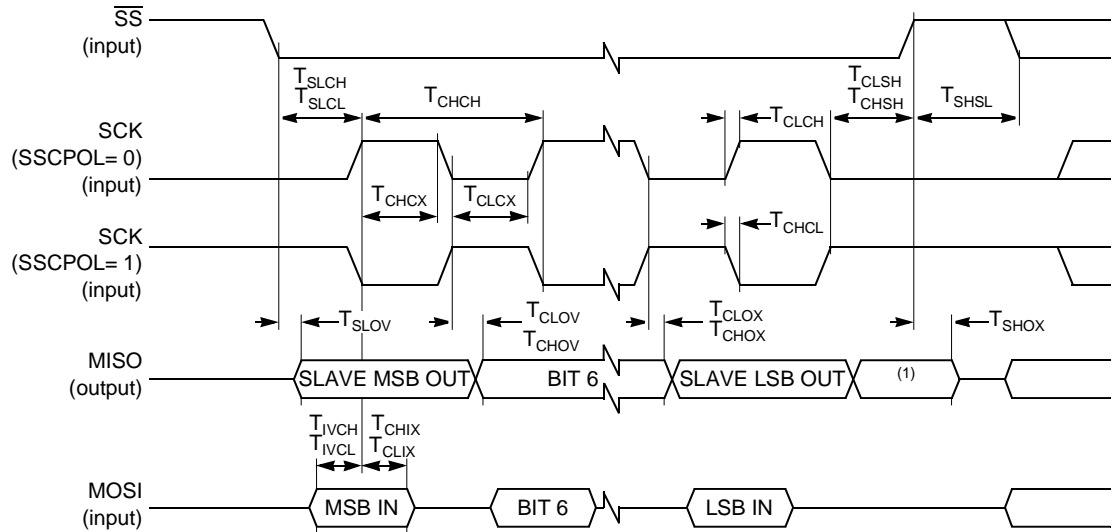 SS
(input)
TSLCH
TSLCL
TCHCH
TCLCH
TCLSH
TCHSH
TSHSL
SCK
(SSCPOL= 0)
(input)
TCHCX
TCLCX
TCHCL
SCK
(SSCPOL= 1)
(input)
TSLOV
TCLOV
TCHOV
TCLOX
TCHOX
TSHOX
MISO
(output)
SLAVE MSB OUT
BIT 6
SLAVE LSB OUT
(1)
TIVCH
TIVCL
TCHIX
TCLIX
MOSI
(input)
MSB IN
BIT 6
LSB IN